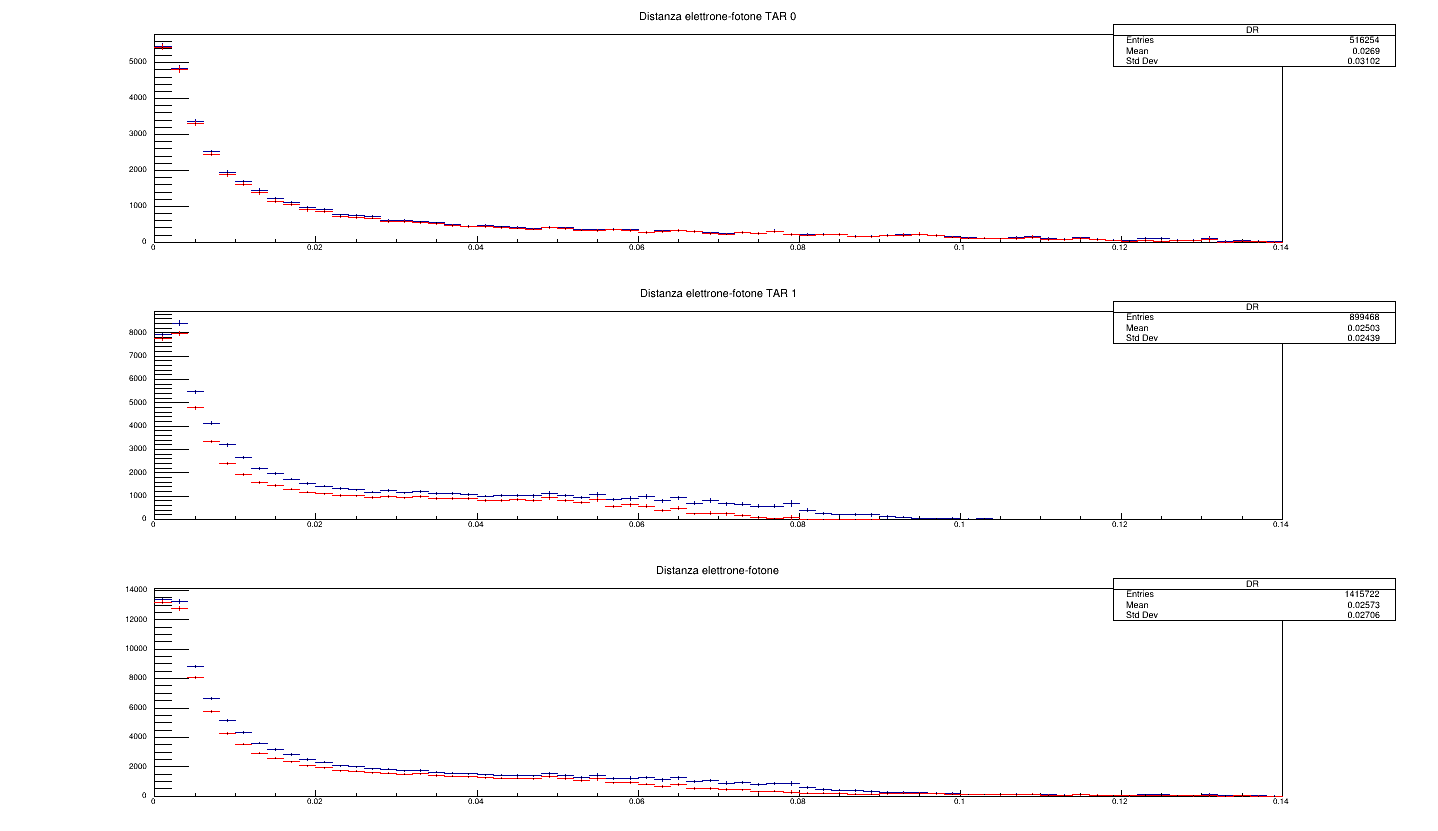 Distanza elettrone-fotone TAR 0
DR
Entries 516254
Mean 0.0269
Std Dev 0.03102
5000
4000
3000
2000
1000
0
0 0.02 0.04 0.06 0.08 0.1 0.12 0.14
Distanza elettrone-fotone TAR 1
DR
Entries 899468
Mean 0.02503
Std Dev 0.02439
8000
7000
6000
5000
4000
3000
2000
1000
0
0 0.02 0.04 0.06 0.08 0.1 0.12 0.14
Distanza elettrone-fotone
DR
Entries 1415722
Mean 0.02573
Std Dev 0.02706
14000
12000
10000
8000
6000
4000
2000
0
0 0.02 0.04 0.06 0.08 0.1 0.12 0.14